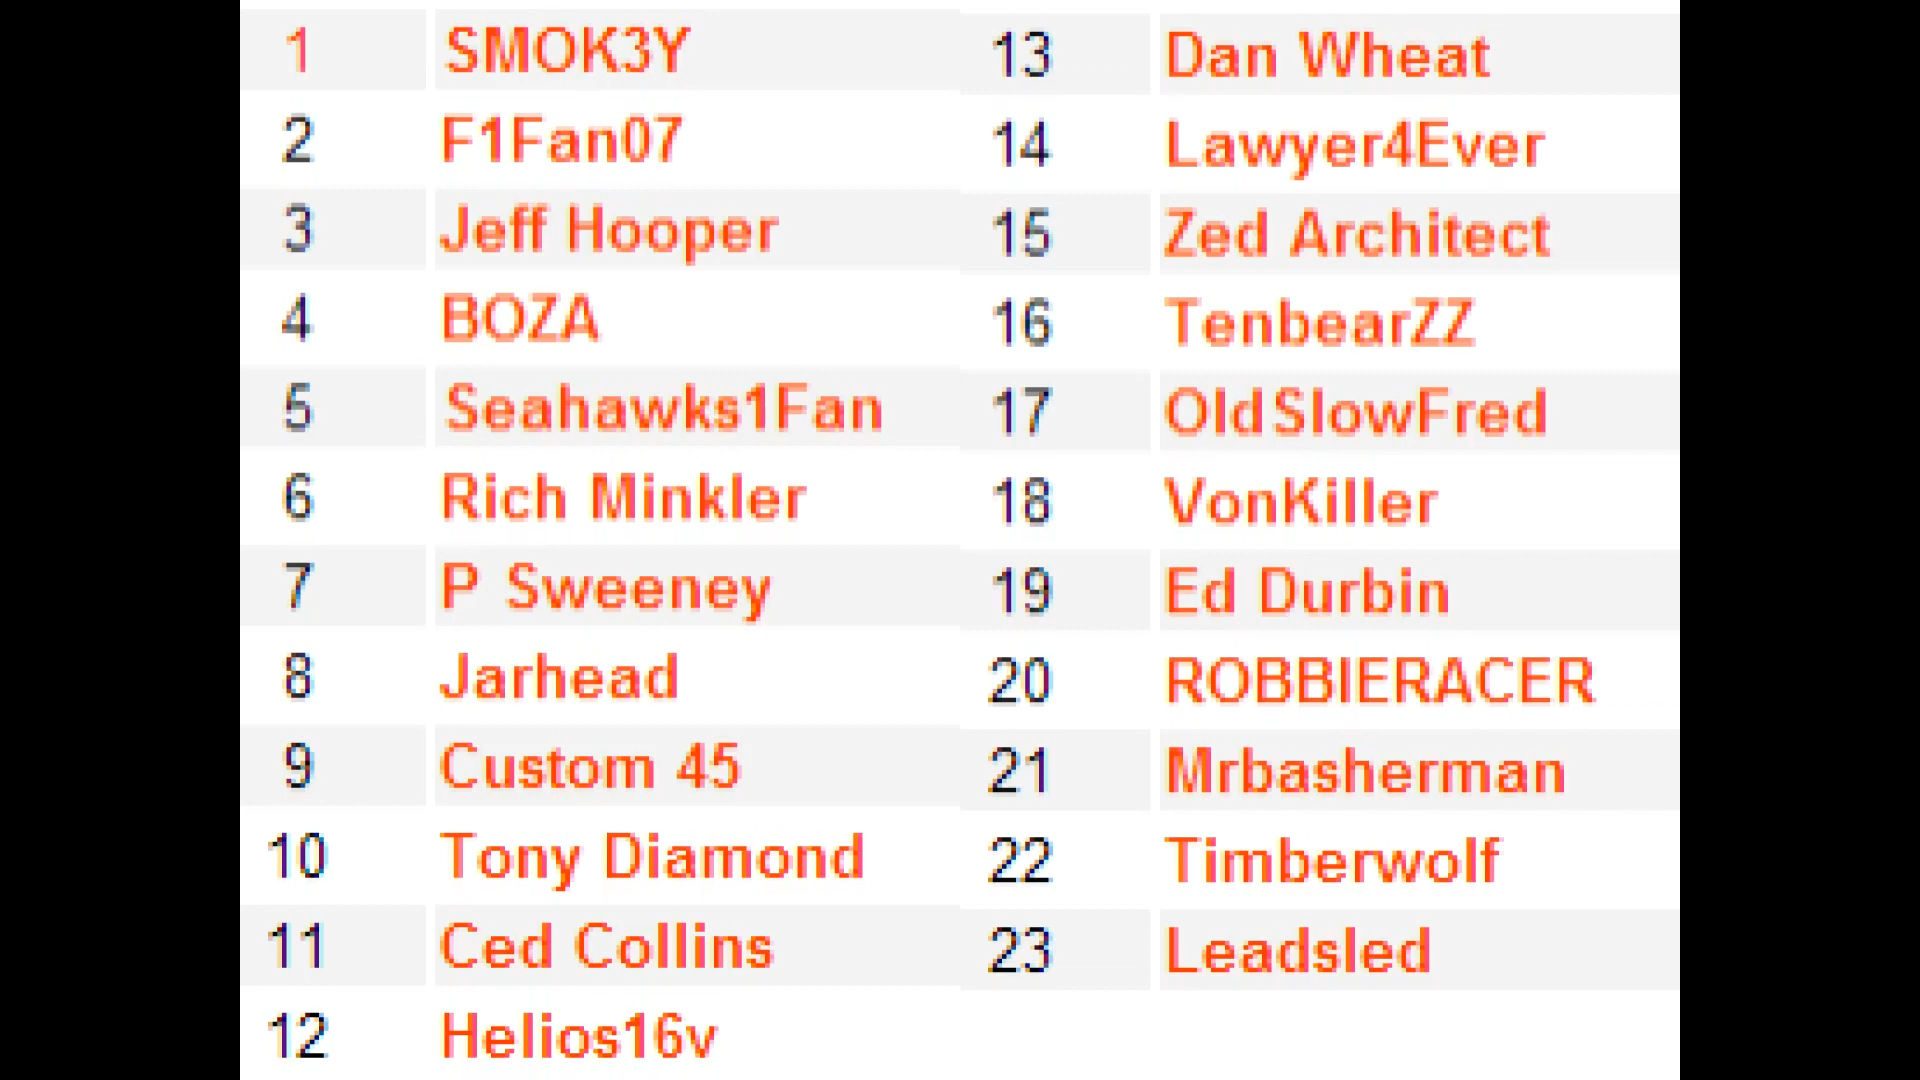 1 SMOK3Y
2 F1Fan07
3 Jeff Hooper
4 BOZA
5 Seahawks1Fan
6 Rich Minkler
7 P Sweeney
8 Jarhead
9 Custom 45
10 Tony Diamond
11 Ced Collins
12 Helios16v
13 Dan Wheat
14 Lawyer4Ever
15 Zed Architect
16 TenbearZZ
17 OldSlowFred
18 VonKiller
19 Ed Durbin
20 ROBBIERACER
21 Mrbasherman
22 Timberwolf
23 Leadsled